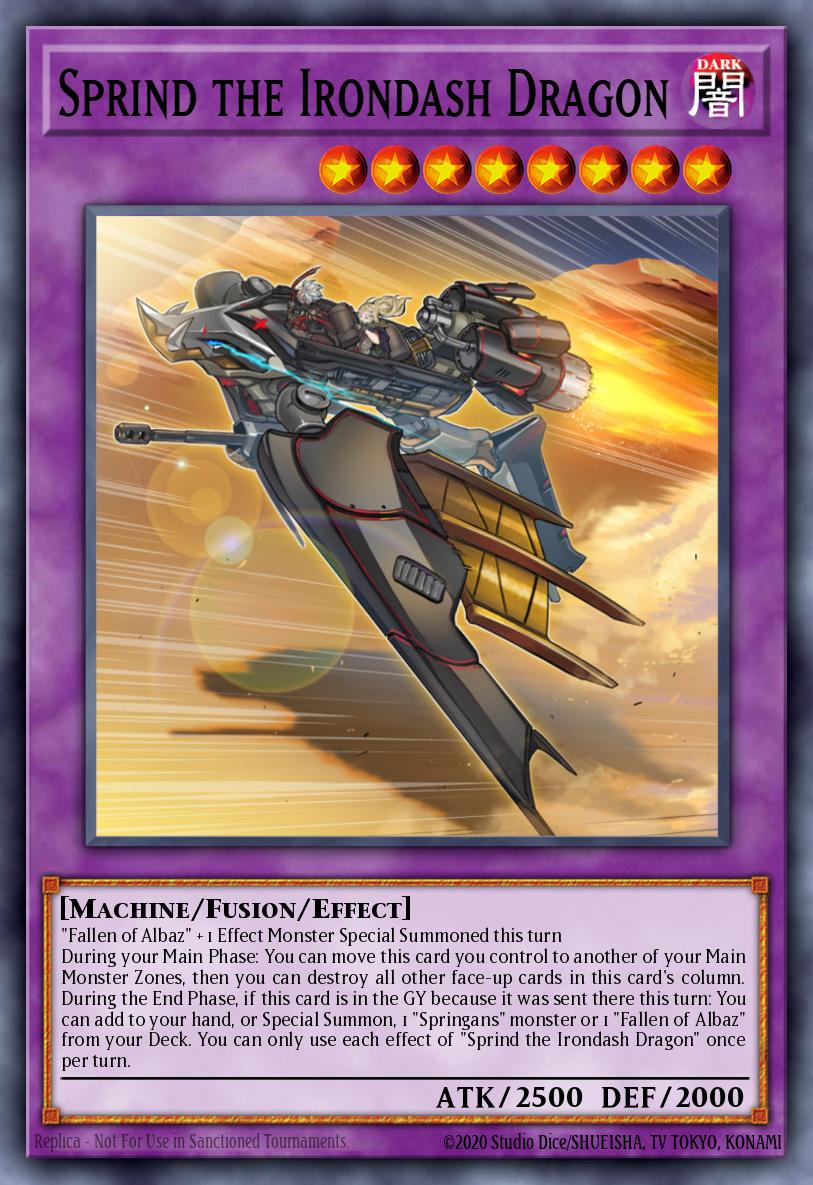 Sprind the Irondash Dragon
DARK
闇
[Machine/Fusion/Effect]
"Fallen of Albaz" + 1 Effect Monster Special Summoned this turn
During your Main Phase: You can move this card you control to another of your Main
Monster Zones, then you can destroy all other face-up cards in this card's column.
During the End Phase, if this card is in the GY because it was sent there this turn: You
can add to your hand, or Special Summon, 1 "Springans" monster or 1 "Fallen of Albaz"
from your Deck. You can only use each effect of "Sprind the Irondash Dragon" once
per turn.
ATK/2500 DEF/2000
Replica - Not For Use in Sanctioned Tournaments.
©2020 Studio Dice/SHUEISHA, TV TOKYO, KONAMI